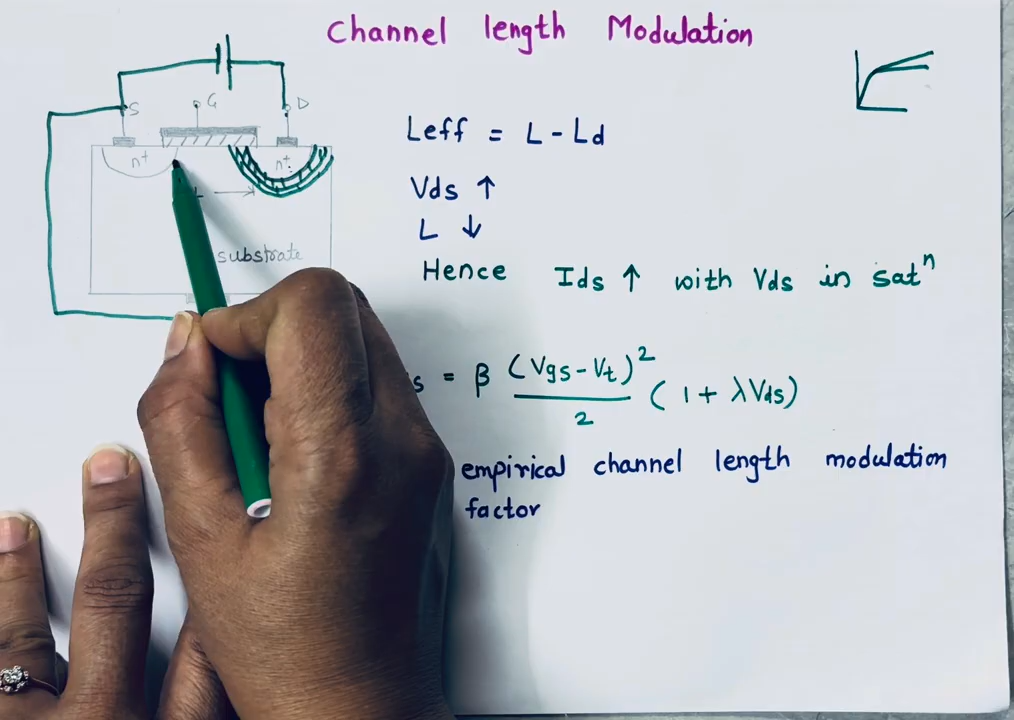 Channel length Modulation
S
G
D
n+
n+
L
substrate
Leff = L - Ld
Vds ↑
L ↓
Hence Ids ↑ with Vds in satⁿ
s = β (Vgs - Vt)² / 2 (1 + λVds)
empirical channel length modulation
factor